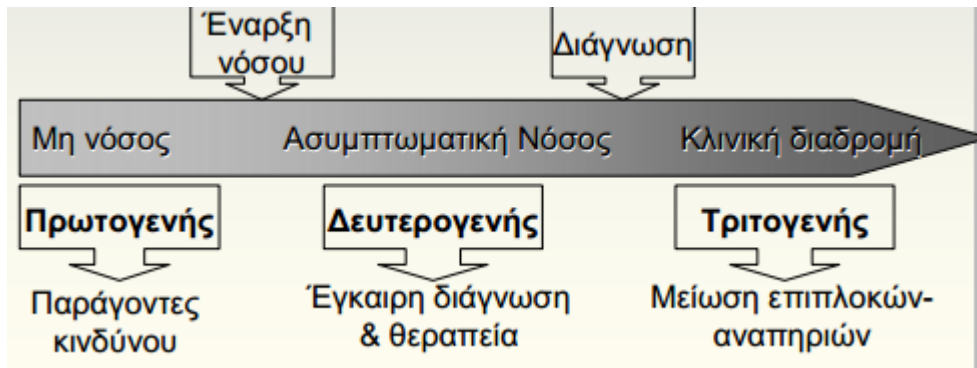 Έναρξη
νόσου
Διάγνωση
Μη νόσος
Ασυμπτωματική Νόσος
Κλινική διαδρομή
Πρωτογενής
Δευτερογενής
Τριτογενής
Παράγοντες
κινδύνου
Έγκαιρη διάγνωση
& θεραπεία
Μείωση επιπλοκών-
αναπηριών